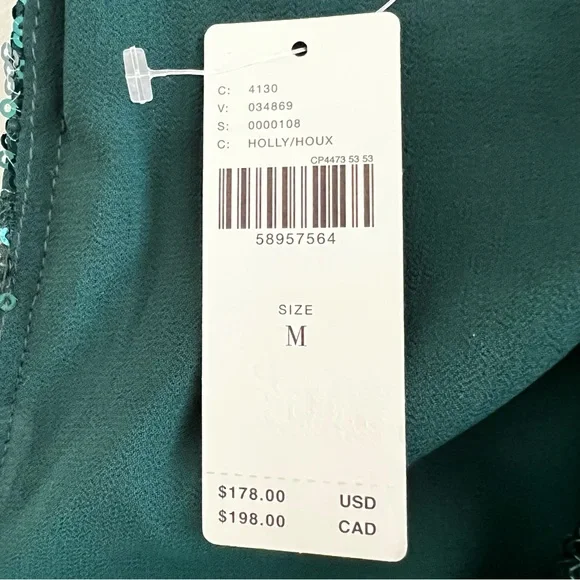 C: 4130
V: 034869
S: 0000108
C: HOLLY/HOUX
CP4473 53 53
58957564
SIZE
M
$178.00 USD
$198.00 CAD